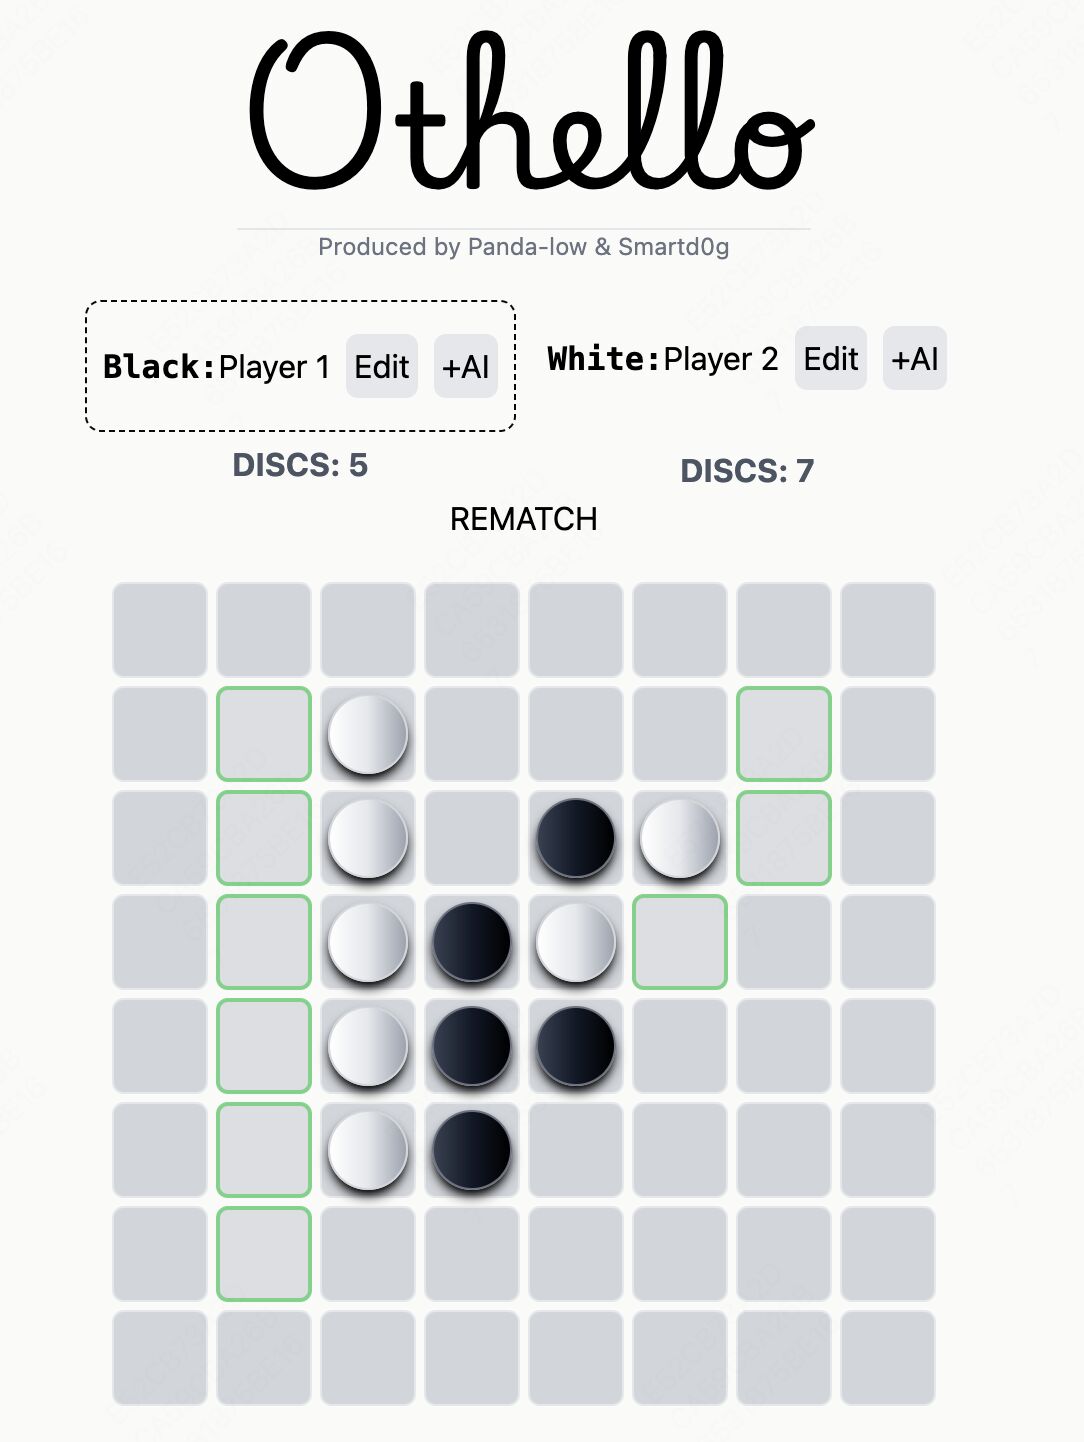 Othello
Produced by Panda-low & Smartd0g
Black:Player 1 Edit +AI
White:Player 2 Edit +AI
DISCS: 5
DISCS: 7
REMATCH